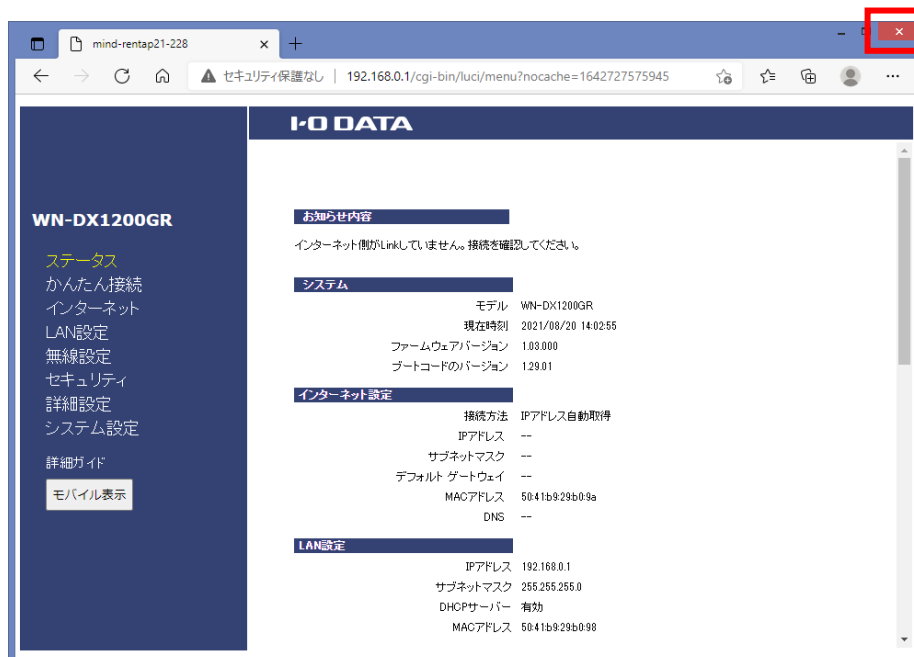 mind-rentap21-228
セキュリティ保護なし | 192.168.0.1/cgi-bin/luci/menu?nocache=1642727575945
I-O DATA
WN-DX1200GR
ステータス
かんたん接続
インターネット
LAN設定
無線設定
セキュリティ
詳細設定
システム設定
詳細ガイド
モバイル表示
お知らせ内容
インターネット側がLinkしていません。接続を確認してください。
システム
モデル WN-DX1200GR
現在時刻 2021/08/20 14:02:55
ファームウェアバージョン 1.03.000
ブートコードのバージョン 1.29.01
インターネット設定
接続方法 IPアドレス自動取得
IPアドレス --
サブネットマスク --
デフォルト ゲートウェイ --
MACアドレス 50:41:b9:29:b0:9a
DNS --
LAN設定
IPアドレス 192.168.0.1
サブネットマスク 255.255.255.0
DHCPサーバー 有効
MACアドレス 50:41:b9:29:b0:98